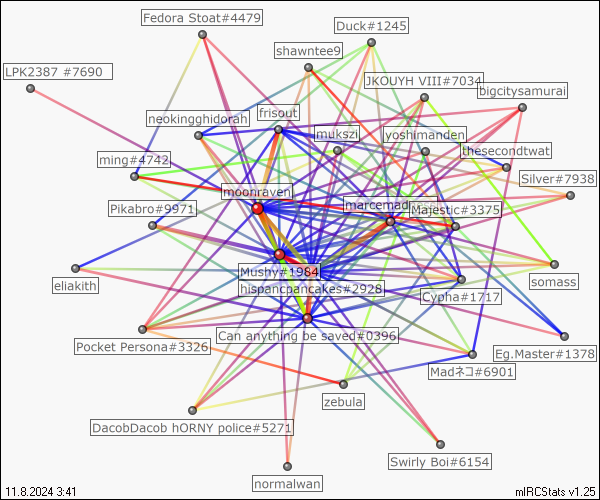 Fedora Stoat#4479
Duck#1245
shawntee9
LPK2387 #7690
JKOUYH VIII#7034
bigcitysamurai
neokingghidorah
frisout
mukszi
yoshimanden
thesecondtwat
ming#4742
Silver#7938
moonraven
marcemad
Pikabro#9971
Majestic#3375
Mushy#1984
eliakith
hispancpancakes#2928
somass
Cypha#1717
Can anything be saved#0396
Pocket Persona#3326
Eg.Master#1378
Madネコ#6901
zebula
DacobDacob hORNY police#5271
Swirly Boi#6154
normalwan
11.8.2024 3:41
mIRCStats v1.25